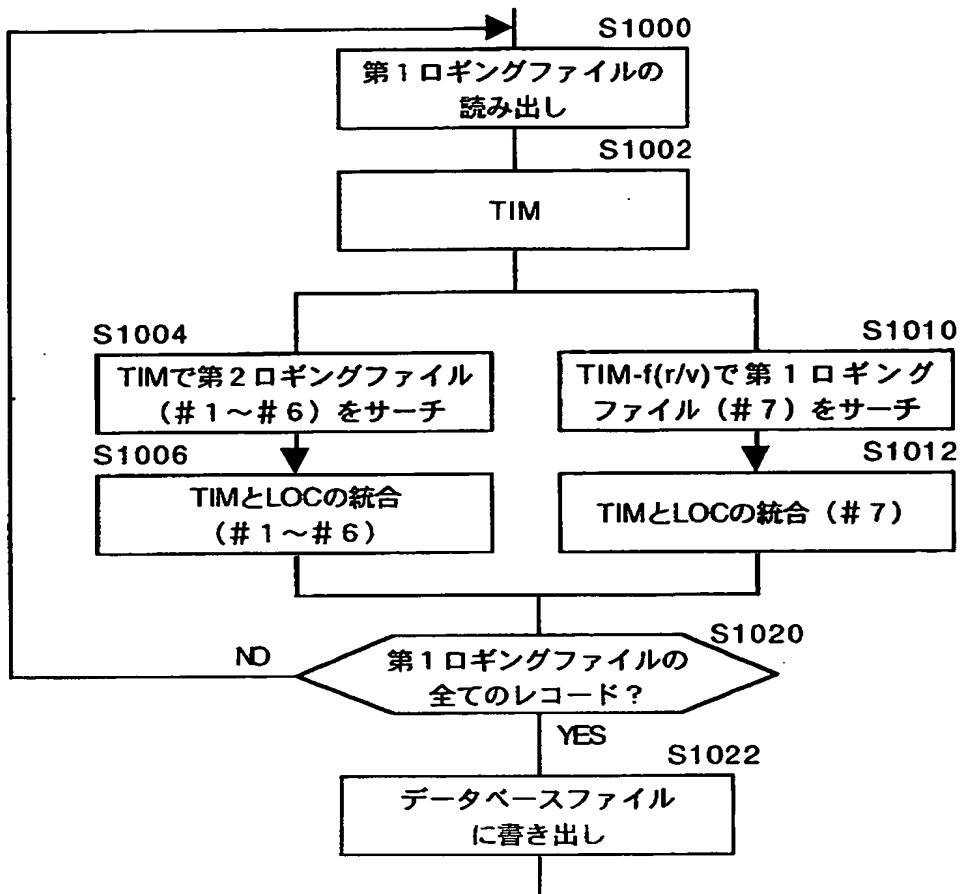 S1000
第1ロギングファイルの
読み出し
S1002
TIM
S1004
TIMで第2ロギングファイル
(#1～#6)をサーチ
S1006
TIMとLOCの統合
(#1～#6)
S1010
TIM-f(r/v)で第1ロギング
ファイル(#7)をサーチ
S1012
TIMとLOCの統合(#7)
S1020
第1ロギングファイルの
全てのレコード?
NO
YES
S1022
データベースファイル
に書き出し